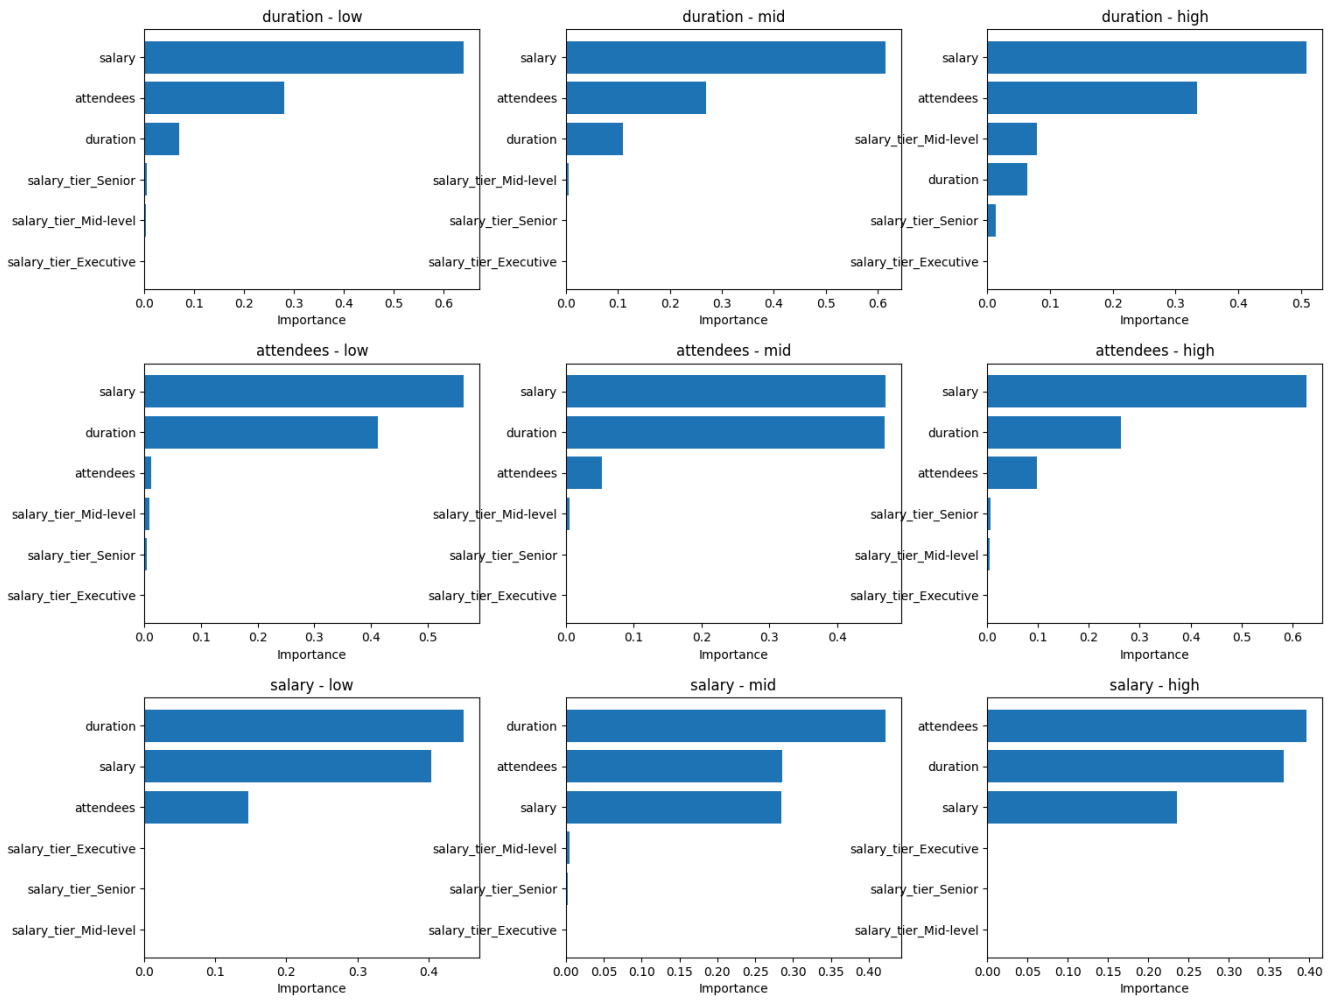 duration - low
salary
attendees
duration
salary_tier_Senior
salary_tier_Mid-level
salary_tier_Executive
0.0 0.1 0.2 0.3 0.4 0.5 0.6
Importance
duration - mid
salary
attendees
duration
salary_tier_Mid-level
salary_tier_Senior
salary_tier_Executive
0.0 0.1 0.2 0.3 0.4 0.5 0.6
Importance
duration - high
salary
attendees
salary_tier_Mid-level
duration
salary_tier_Senior
salary_tier_Executive
0.0 0.1 0.2 0.3 0.4 0.5
Importance
attendees - low
salary
duration
attendees
salary_tier_Mid-level
salary_tier_Senior
salary_tier_Executive
0.0 0.1 0.2 0.3 0.4 0.5
Importance
attendees - mid
salary
duration
attendees
salary_tier_Mid-level
salary_tier_Senior
salary_tier_Executive
0.0 0.1 0.2 0.3 0.4
Importance
attendees - high
salary
duration
attendees
salary_tier_Senior
salary_tier_Mid-level
salary_tier_Executive
0.0 0.1 0.2 0.3 0.4 0.5 0.6
Importance
salary - low
duration
salary
attendees
salary_tier_Executive
salary_tier_Senior
salary_tier_Mid-level
0.0 0.1 0.2 0.3 0.4
Importance
salary - mid
duration
attendees
salary
salary_tier_Mid-level
salary_tier_Senior
salary_tier_Executive
0.00 0.05 0.10 0.15 0.20 0.25 0.30 0.35 0.40
Importance
salary - high
attendees
duration
salary
salary_tier_Executive
salary_tier_Senior
salary_tier_Mid-level
0.00 0.05 0.10 0.15 0.20 0.25 0.30 0.35 0.40
Importance